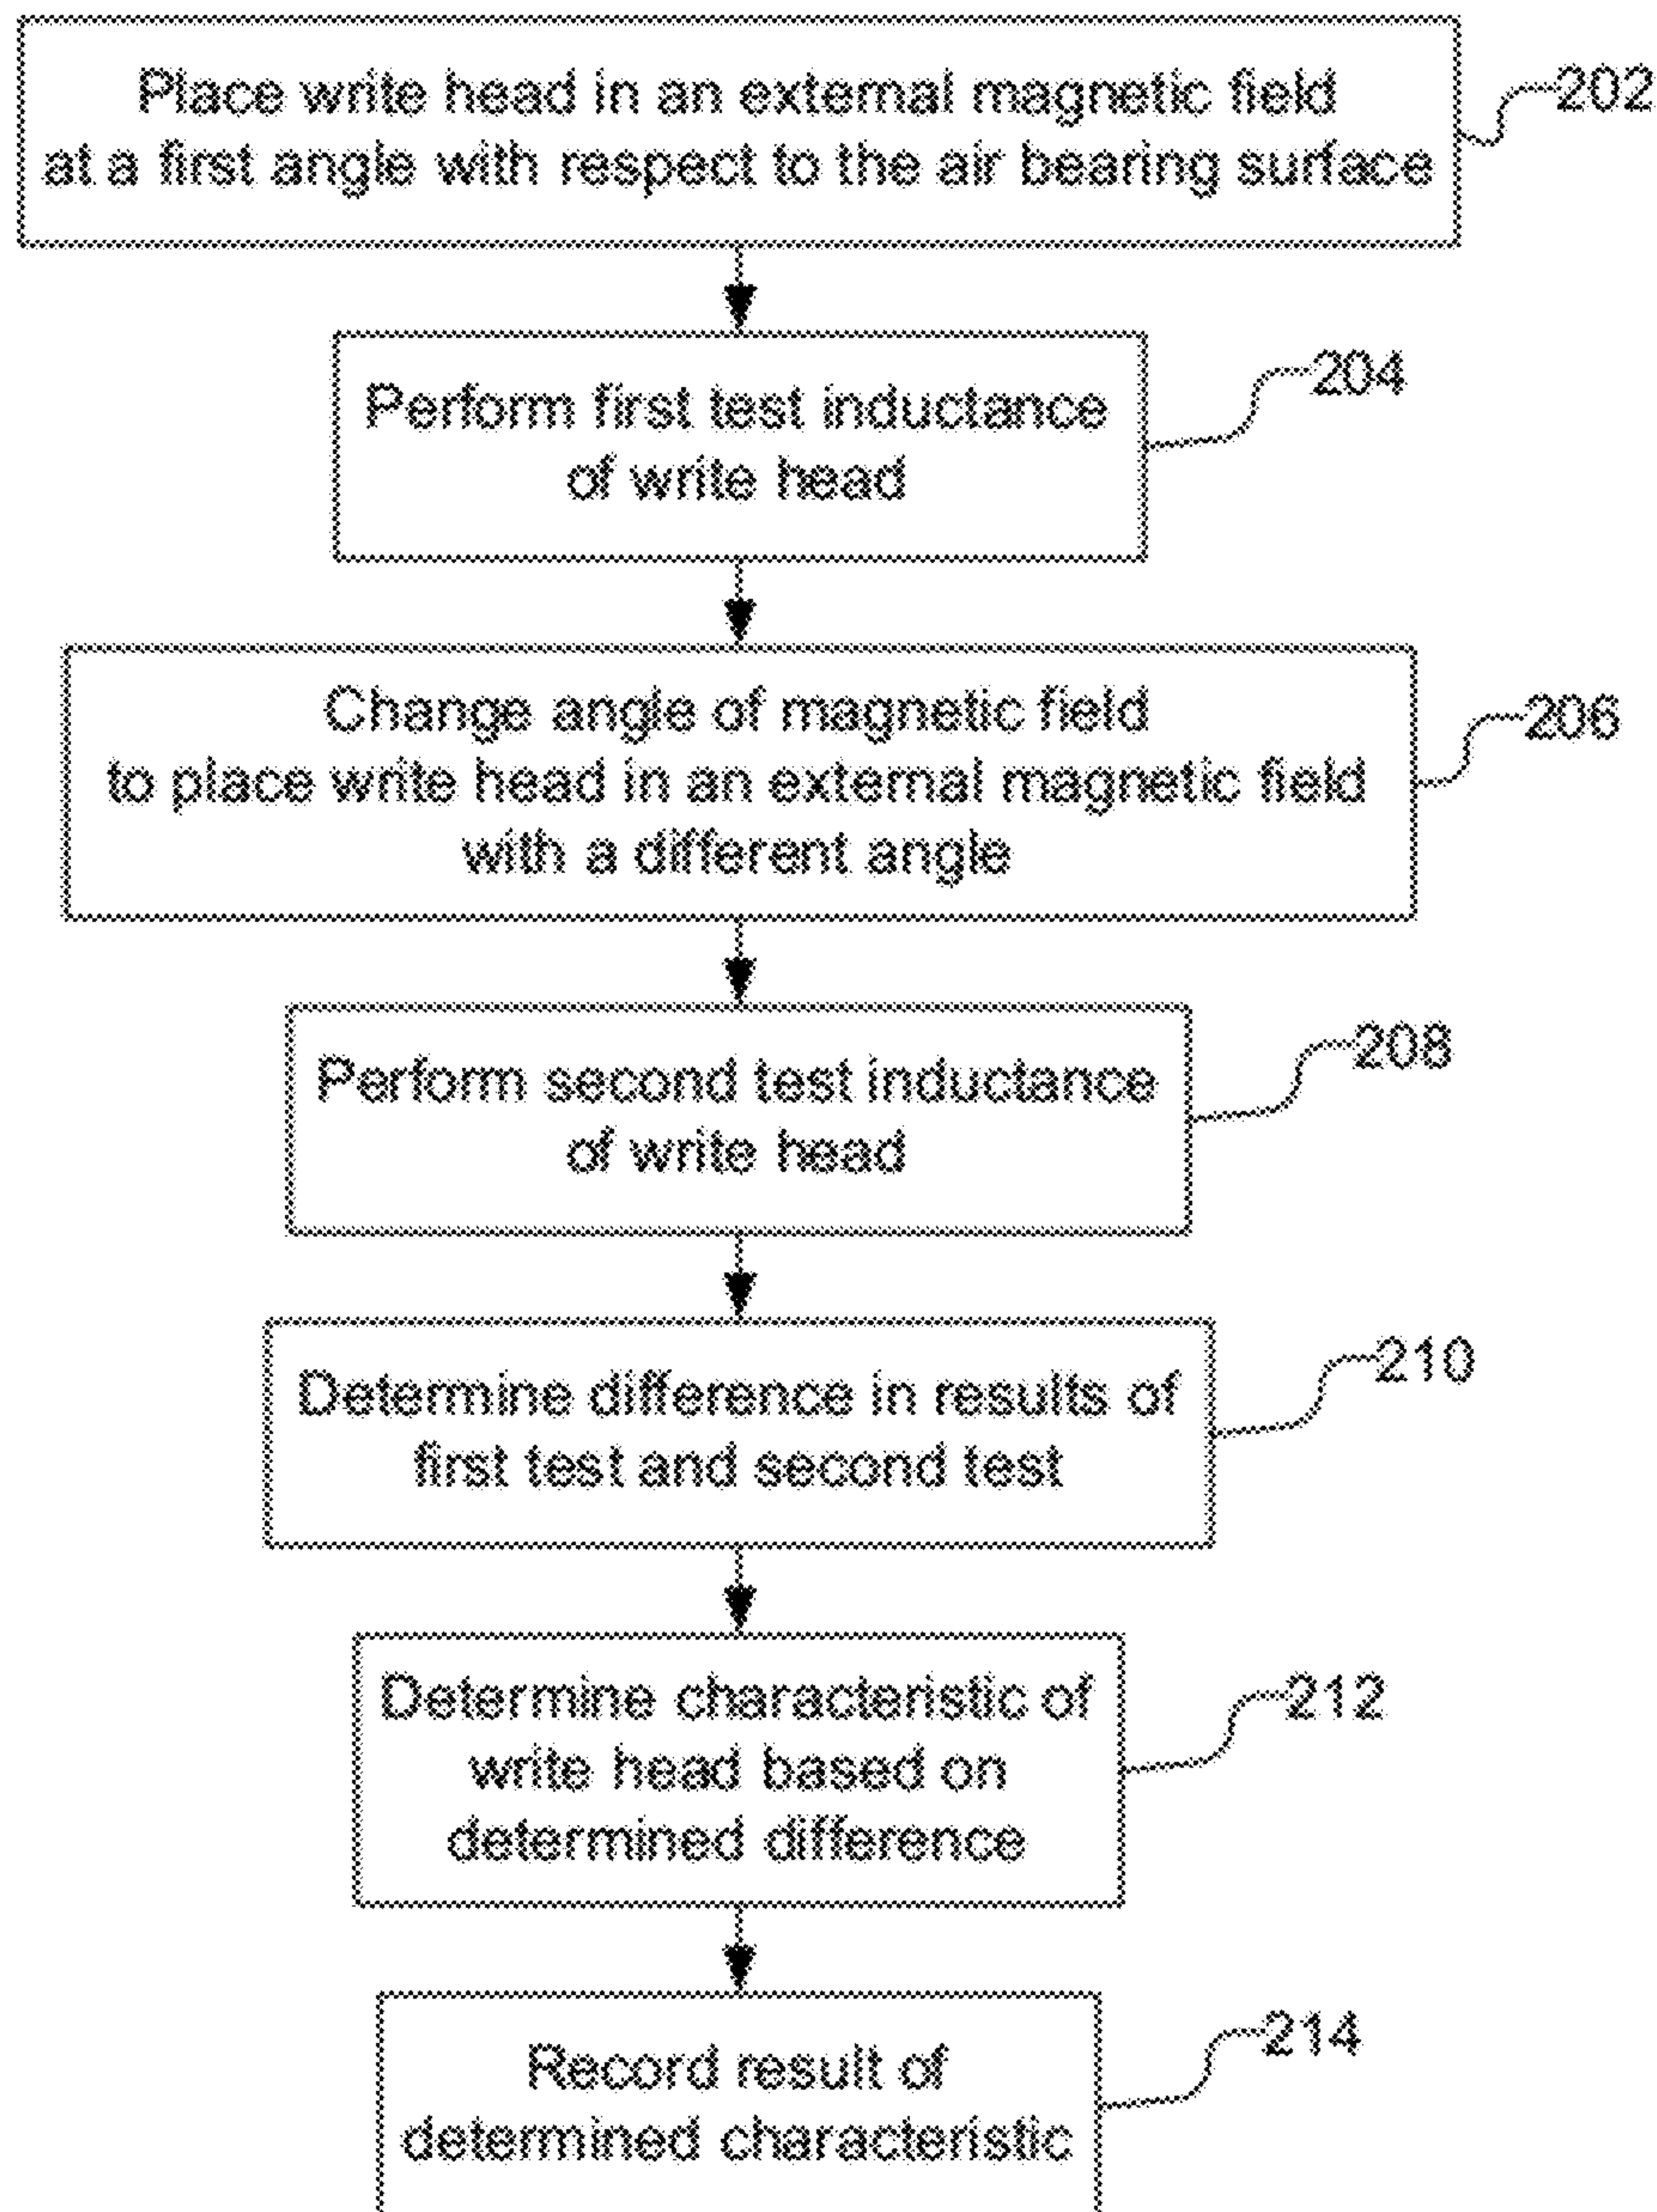 Place write head in an external magnetic field
at a first angle with respect to the air bearing surface
202
Perform first test inductance
of write head
204
Change angle of magnetic field
to place write head in an external magnetic field
with a different angle
206
Perform second test inductance
of write head
208
Determine difference in results of
first test and second test
210
Determine characteristic of
write head based on
determined difference
212
Record result of
determined characteristic
214